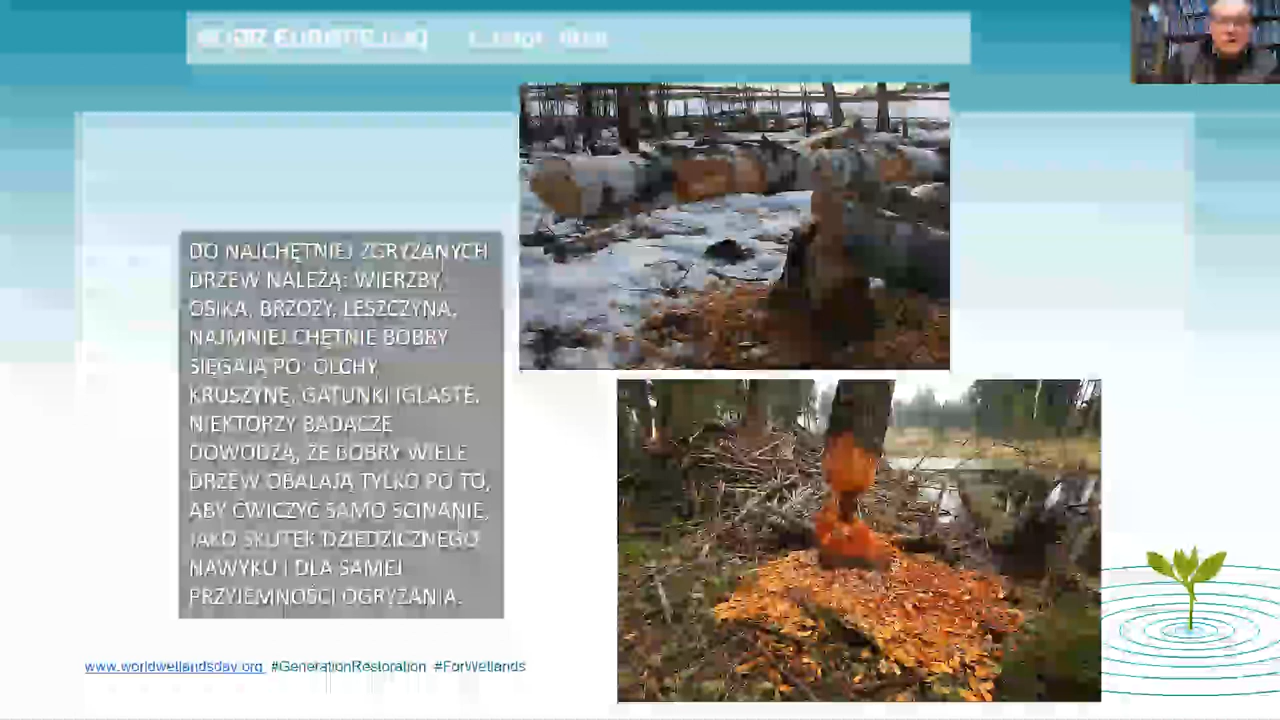 DO NAJCHĘTNIEJ ZGRYZANYCH
DRZEW NALEŻĄ: WIERZBY,
OSIKA, BRZOZY, LESZCZYNA,
NAJMNIEJ CHĘTNIE BOBRY
SIĘGAJĄ PO: OLCHY,
KRUSZYNĘ, GATUNKI IGLASTE.
NIEKTÓRZY BADACZE
DOWODZĄ, ŻE BOBRY WIELE
DRZEW OBALAJĄ TYLKO PO TO,
ABY ĆWICZYĆ SAMO ŚCINANIE,
JAKO SKUTEK DZIEDZICZNEGO
NAWYKU I DLA SAMEJ
PRZYJEMNOŚCI OGRYZANIA.
www.worldwetlandsday.org #GenerationRestoration #ForWetlands